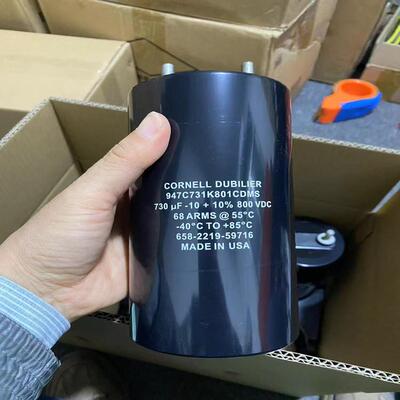 CORNELL DUBILIER
947C731K801CDMS
730 µF -10 + 10% 800 VDC
68 ARMS @ 55°C
-40°C TO +85°C
658-2219-59716
MADE IN USA